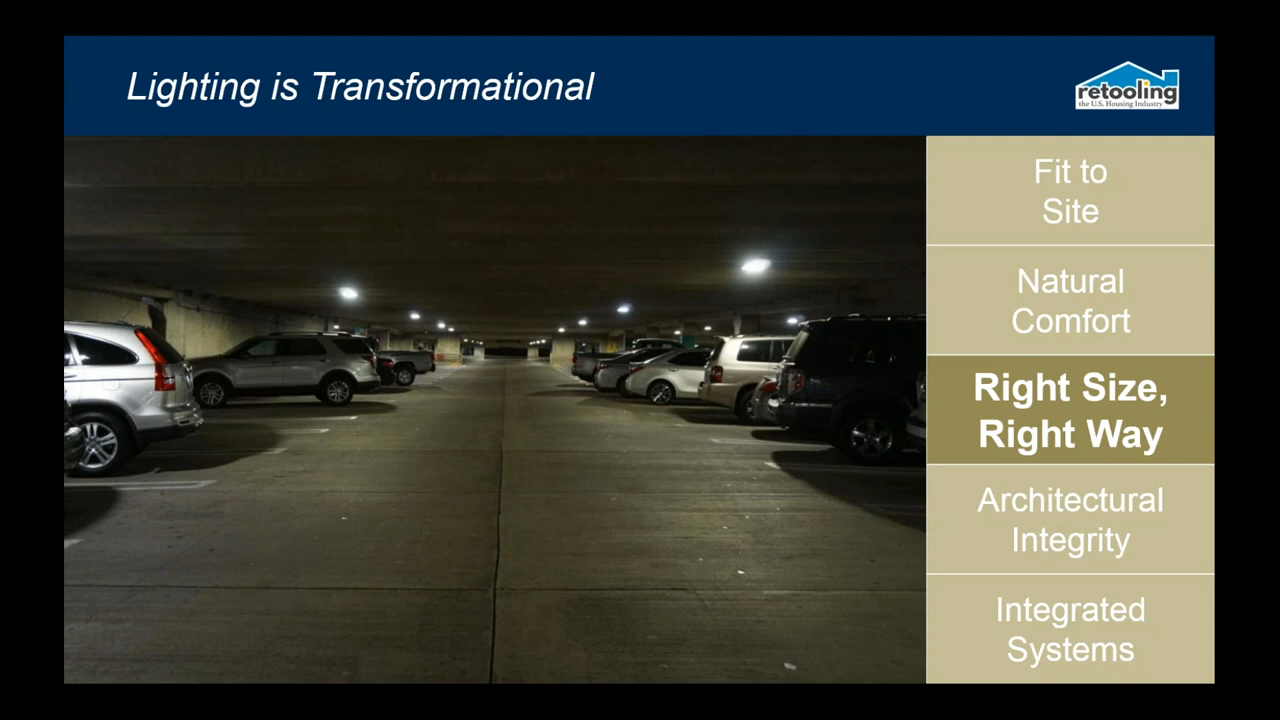 Lighting is Transformational
retooling
the U.S. Housing Industry
Fit to
Site
Natural
Comfort
Right Size,
Right Way
Architectural
Integrity
Integrated
Systems